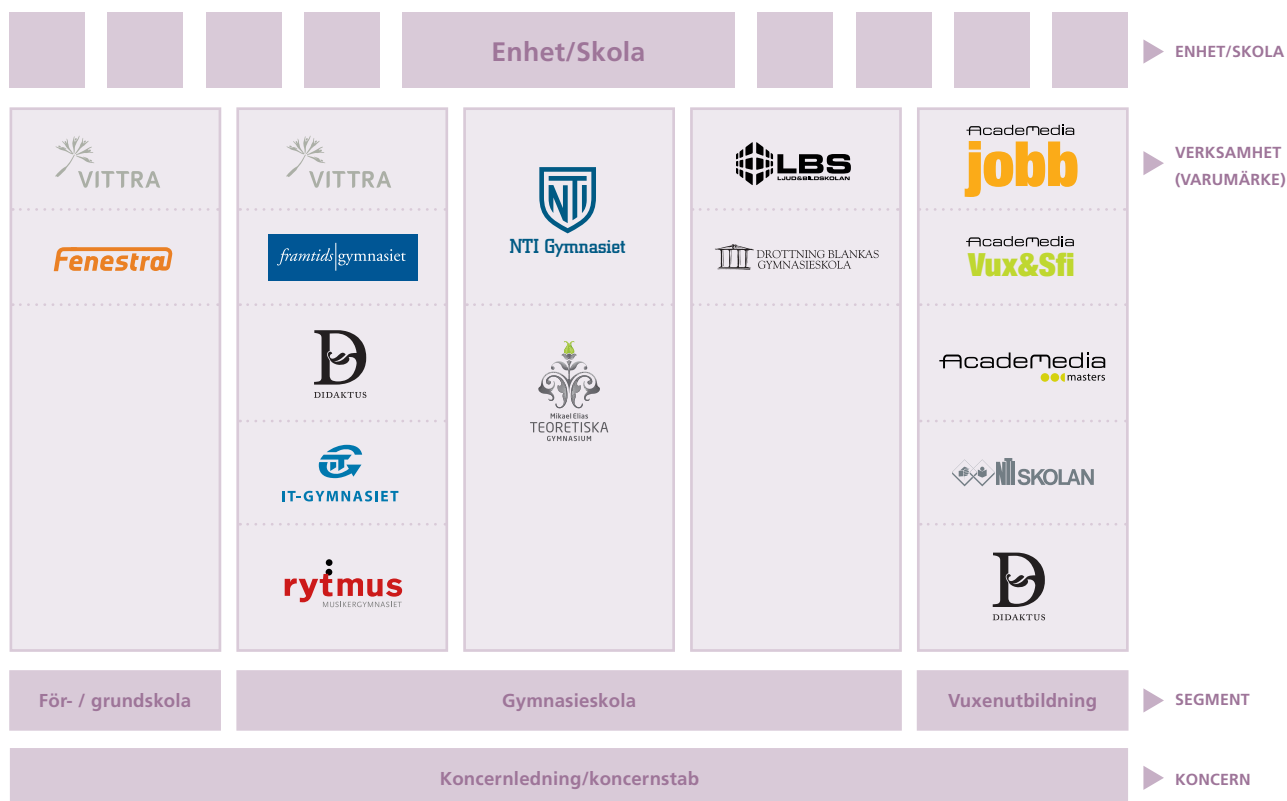 Enhet/Skola
ENHET/SKOLA
VITTRA
Fenestra
VITTRA
framtids|gymnasiet
D
DIDAKTUS
IT
IT-GYMNASIET
rytmus
MUSIKERGYMNASIET
NTI
NTI Gymnasiet
Mikael Elias
TEORETISKA
GYMNASIUM
LBS
LJUD&BILDSKOLAN
DROTTNING BLANKAS
GYMNASIESKOLA
AcadeMedia
jobb
AcadeMedia
Vux&Sfi
AcadeMedia
masters
NTI SKOLAN
D
DIDAKTUS
VERKSAMHET
(VARUMÄRKE)
För- / grundskola
Gymnasieskola
Vuxenutbildning
SEGMENT
Koncernledning/koncernstab
KONCERN